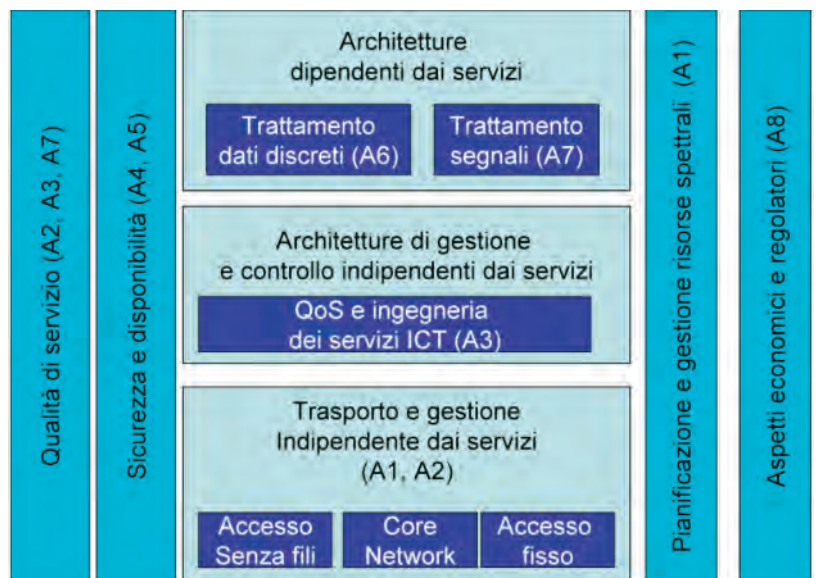 Qualità di servizio (A2, A3, A7)
Sicurezza e disponibilità (A4, A5)
Architetture
dipendenti dai servizi
Trattamento
dati discreti (A6)
Trattamento
segnali (A7)
Architetture di gestione
e controllo indipendenti dai servizi
QoS e ingegneria
dei servizi ICT (A3)
Trasporto e gestione
Indipendente dai servizi
(A1, A2)
Accesso
Senza fili
Core
Network
Accesso
fisso
Pianificazione e gestione risorse spettrali (A1)
Aspetti economici e regolatori (A8)